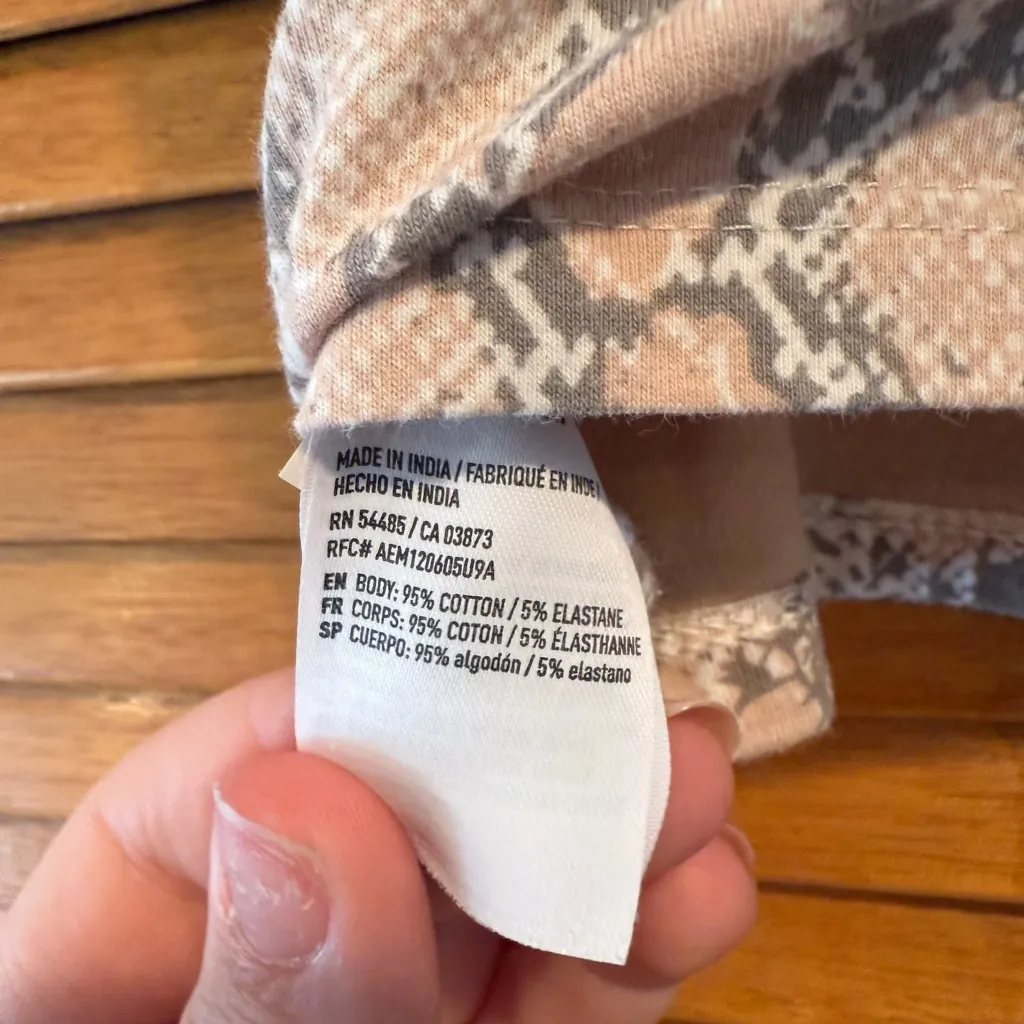 MADE IN INDIA / FABRIQUÉ EN INDE /
HECHO EN INDIA
RN 54485 / CA 03873
RFC# AEM120605U9A
EN BODY: 95% COTTON / 5% ELASTANE
FR CORPS: 95% COTON / 5% ÉLASTHANNE
SP CUERPO: 95% algodón / 5% elastano